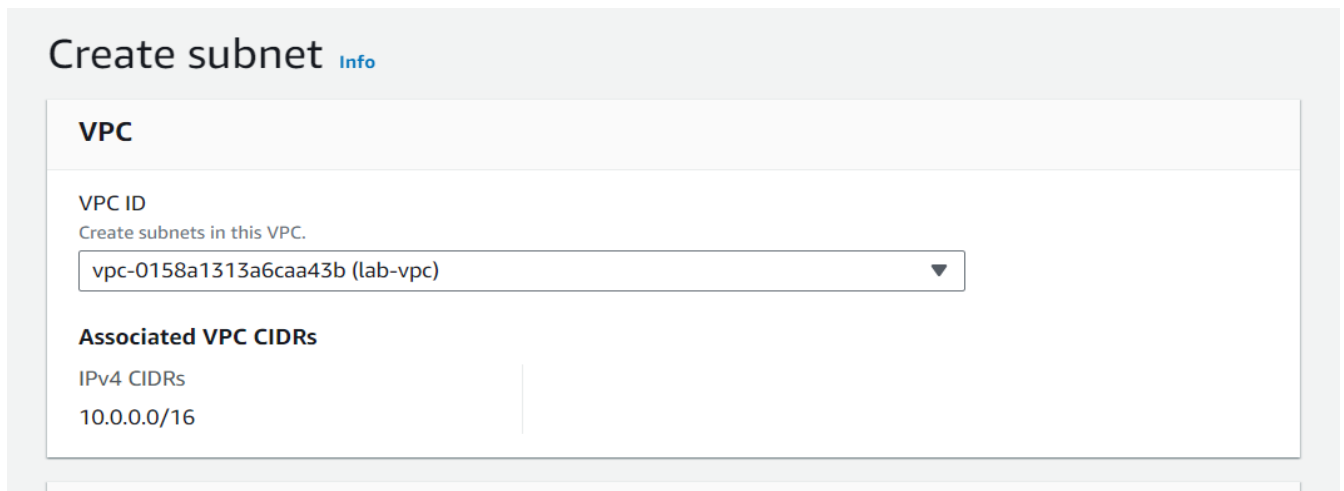 Create subnet Info
VPC
VPC ID
Create subnets in this VPC.
vpc-0158a1313a6caa43b (lab-vpc)
Associated VPC CIDRs
IPv4 CIDRs
10.0.0.0/16